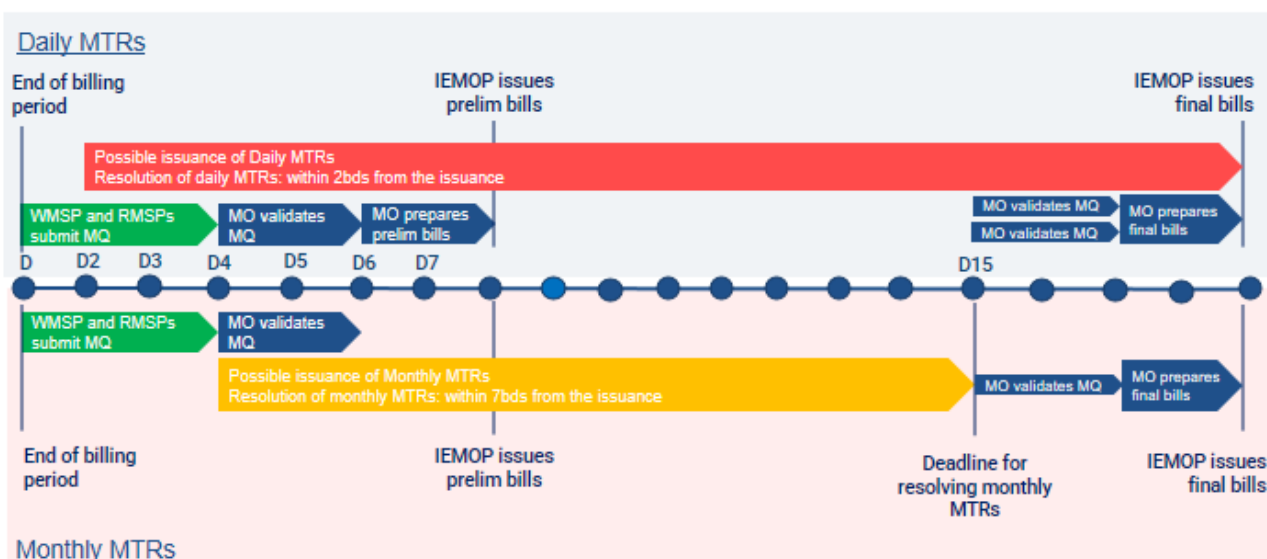 Daily MTRs
End of billing
period
IEMOP issues
prelim bills
IEMOP issues
final bills
Possible issuance of Daily MTRs
Resolution of daily MTRs: within 2bds from the issuance
WMSP and RMSPs
submit MQ
MO validates
MQ
MO prepares
prelim bills
MO validates MQ
MO validates MQ
MO prepares
final bills
D D2 D3 D4 D5 D6 D7 D15
WMSP and RMSPs
submit MQ
MO validates
MQ
Possible issuance of Monthly MTRs
Resolution of monthly MTRs: within 7bds from the issuance
MO validates MQ
MO prepares
final bills
End of billing
period
IEMOP issues
prelim bills
Deadline for
resolving monthly
MTRs
IEMOP issues
final bills
Monthly MTRs